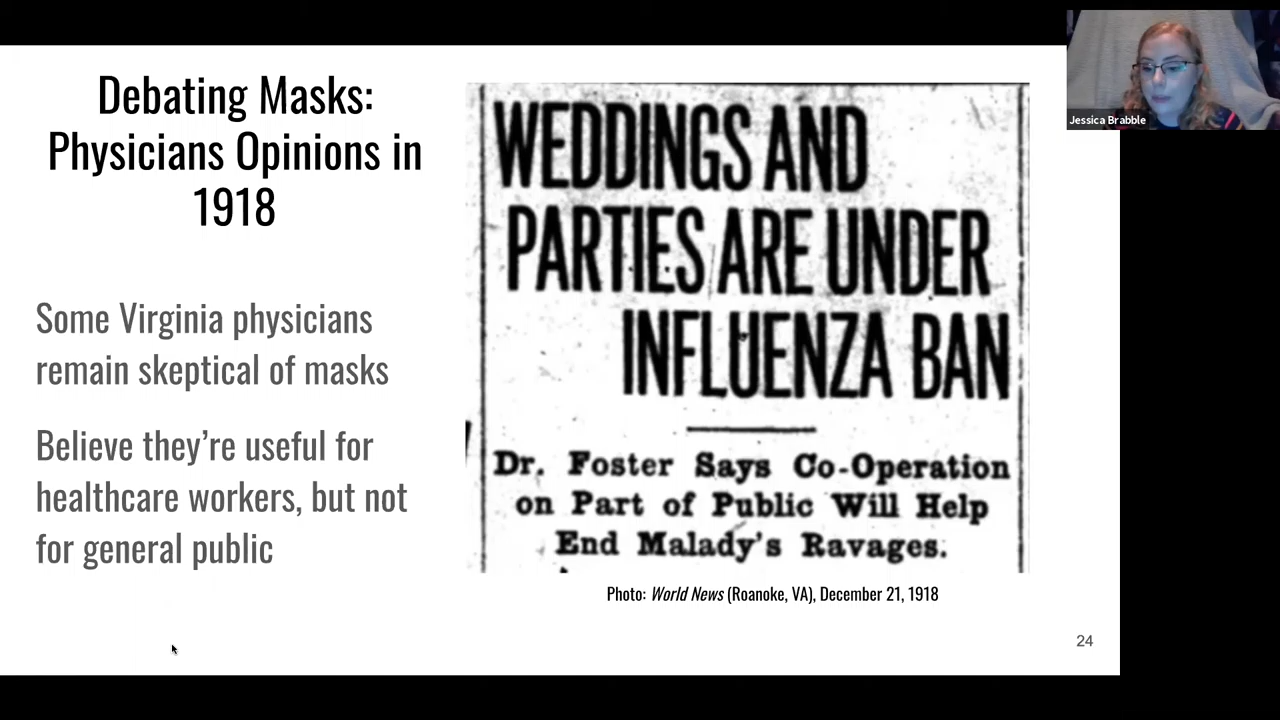 Debating Masks:
Physicians Opinions in
1918
Some Virginia physicians
remain skeptical of masks
Believe they’re useful for
healthcare workers, but not
for general public
WEDDINGS AND
PARTIES ARE UNDER
INFLUENZA BAN
Dr. Foster Says Co-Operation
on Part of Public Will Help
End Malady's Ravages.
Photo: World News (Roanoke, VA), December 21, 1918
24
Jessica Brabble